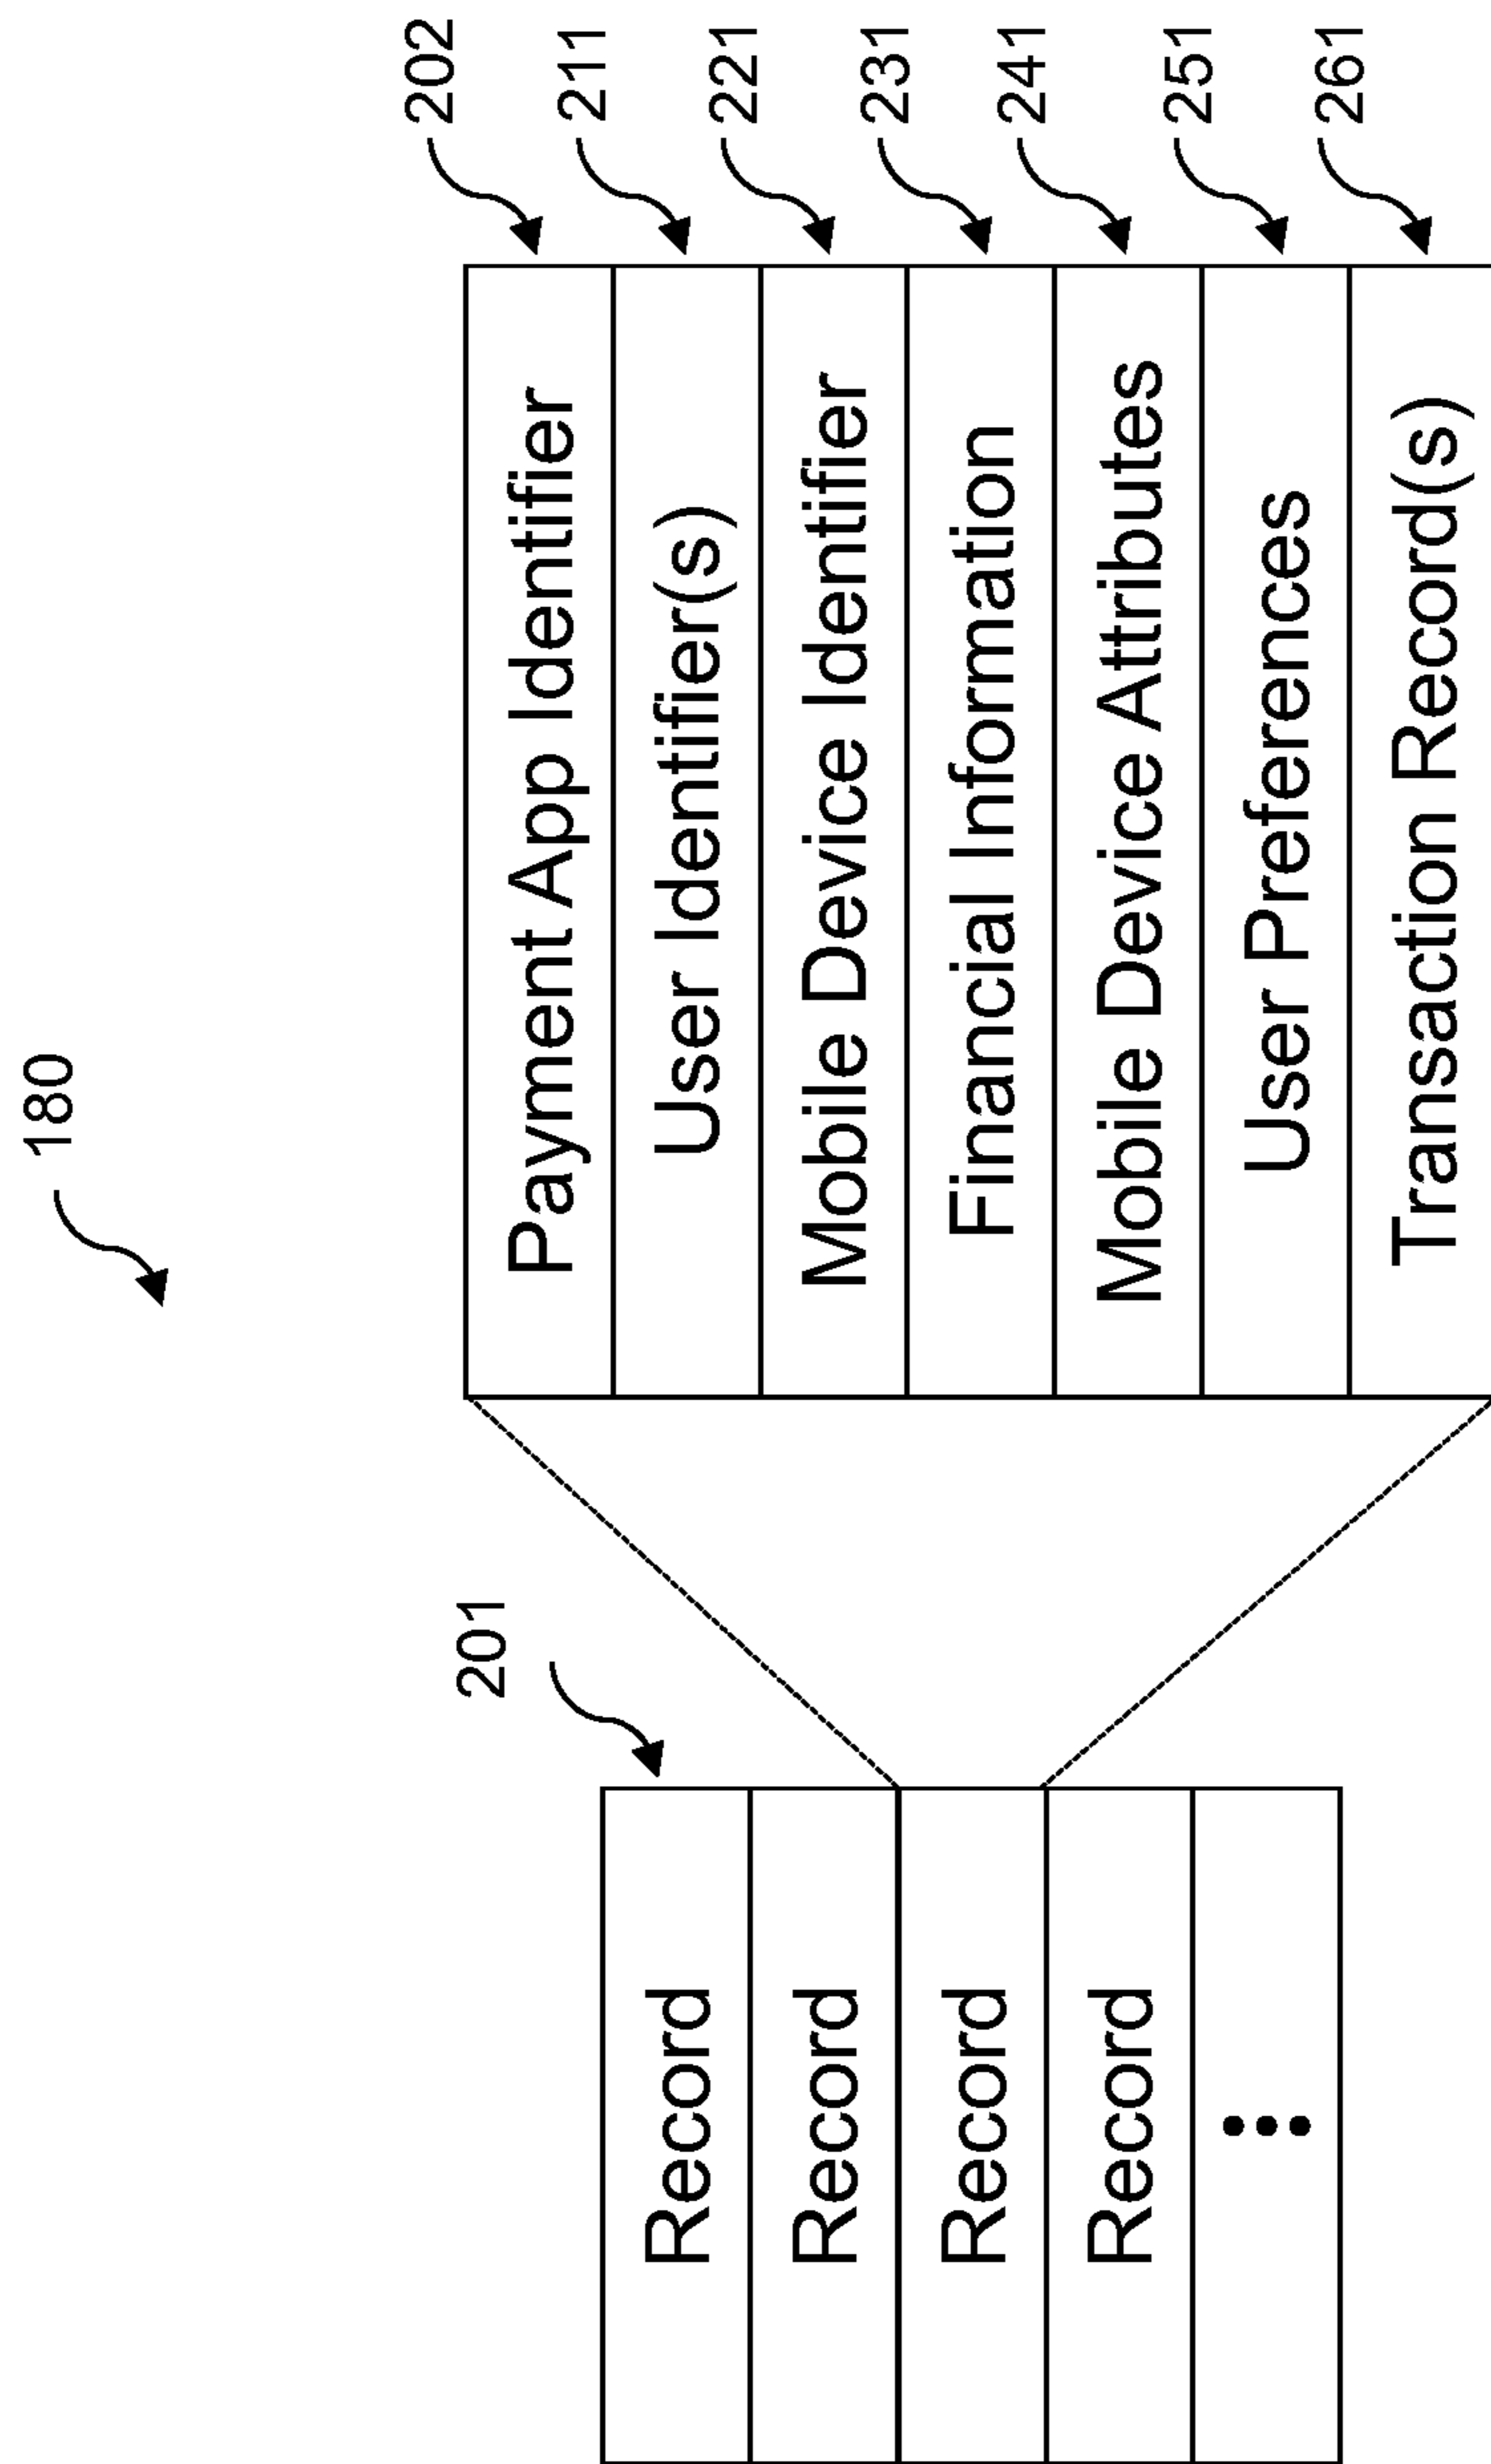 180
201
Record
Record
Record
Record
Payment App Identifier
202
User Identifier(s)
211
Mobile Device Identifier
221
Financial Information
231
Mobile Device Attributes
241
User Preferences
251
Transaction Record(s)
261